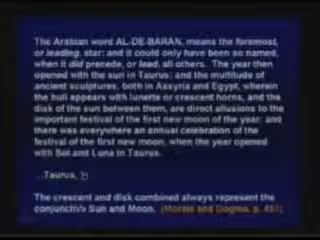 The Arabian word AL-DE-BARAN, means the foremost,
or leading, star: and it could only have been so named,
when it did precede, or lead, all others. The year then
opened with the sun in Taurus; and the multitude of
ancient sculptures, both in Assyria and Egypt, wherein
the bull appears with lunette or crescent horns, and the
disk of the sun between them, are direct allusions to the
important festival of the first new moon of the year: and
there was everywhere an annual celebration of the
festival of the first new moon, when the year opened
with Sol and Luna in Taurus.
...Taurus,
The crescent and disk combined always represent the
conjunctive Sun and Moon. (Morals and Dogma, p. 451)